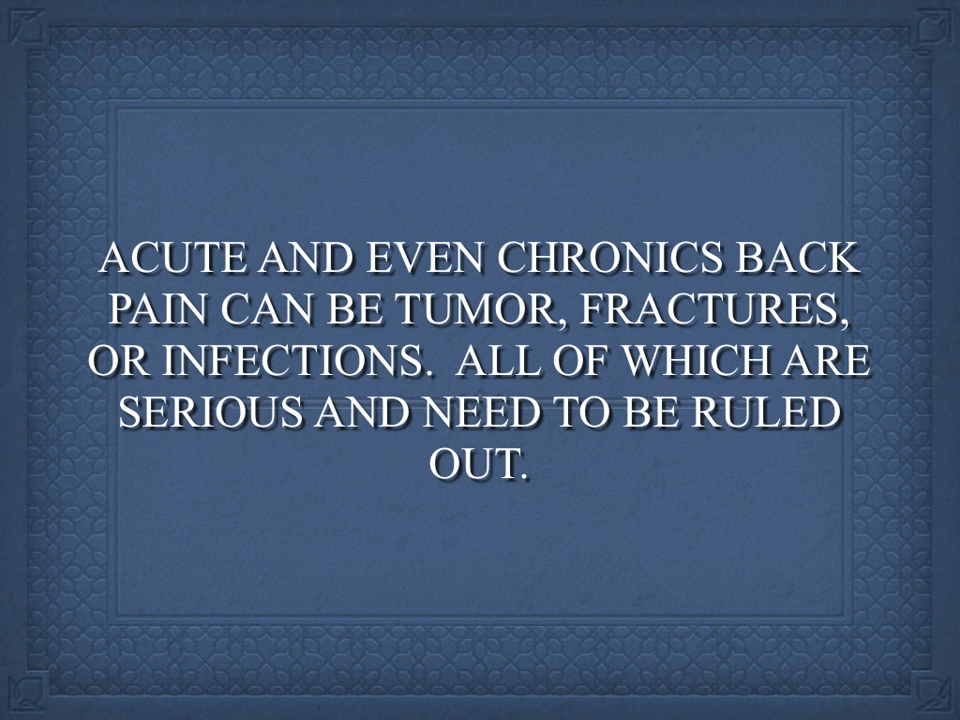 ACUTE AND EVEN CHRONICS BACK
PAIN CAN BE TUMOR, FRACTURES,
OR INFECTIONS.  ALL OF WHICH ARE
SERIOUS AND NEED TO BE RULED
OUT.